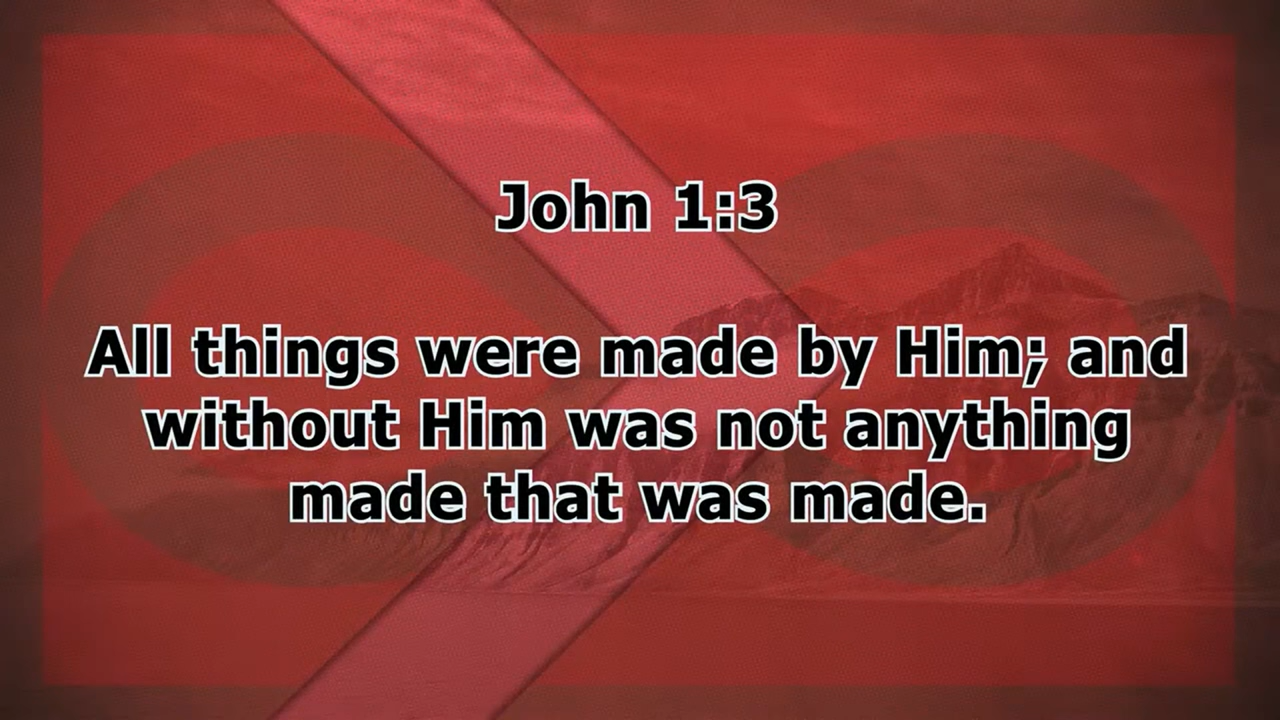 John 1:3
All things were made by Him; and
without Him was not anything
made that was made.